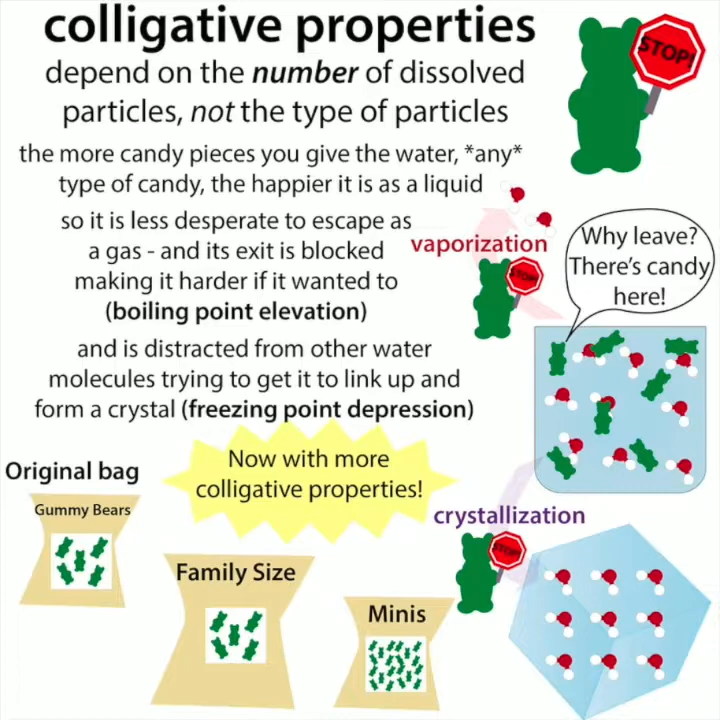 colligative properties
depend on the number of dissolved
particles, not the type of particles
STOP!
the more candy pieces you give the water, *any*
type of candy, the happier it is as a liquid
so it is less desperate to escape as
a gas - and its exit is blocked
making it harder if it wanted to
(boiling point elevation)
vaporization
STOP!
Why leave?
There's candy
here!
and is distracted from other water
molecules trying to get it to link up and
form a crystal (freezing point depression)
Now with more
colligative properties!
Original bag
Gummy Bears
Family Size
Minis
crystallization
STOP!